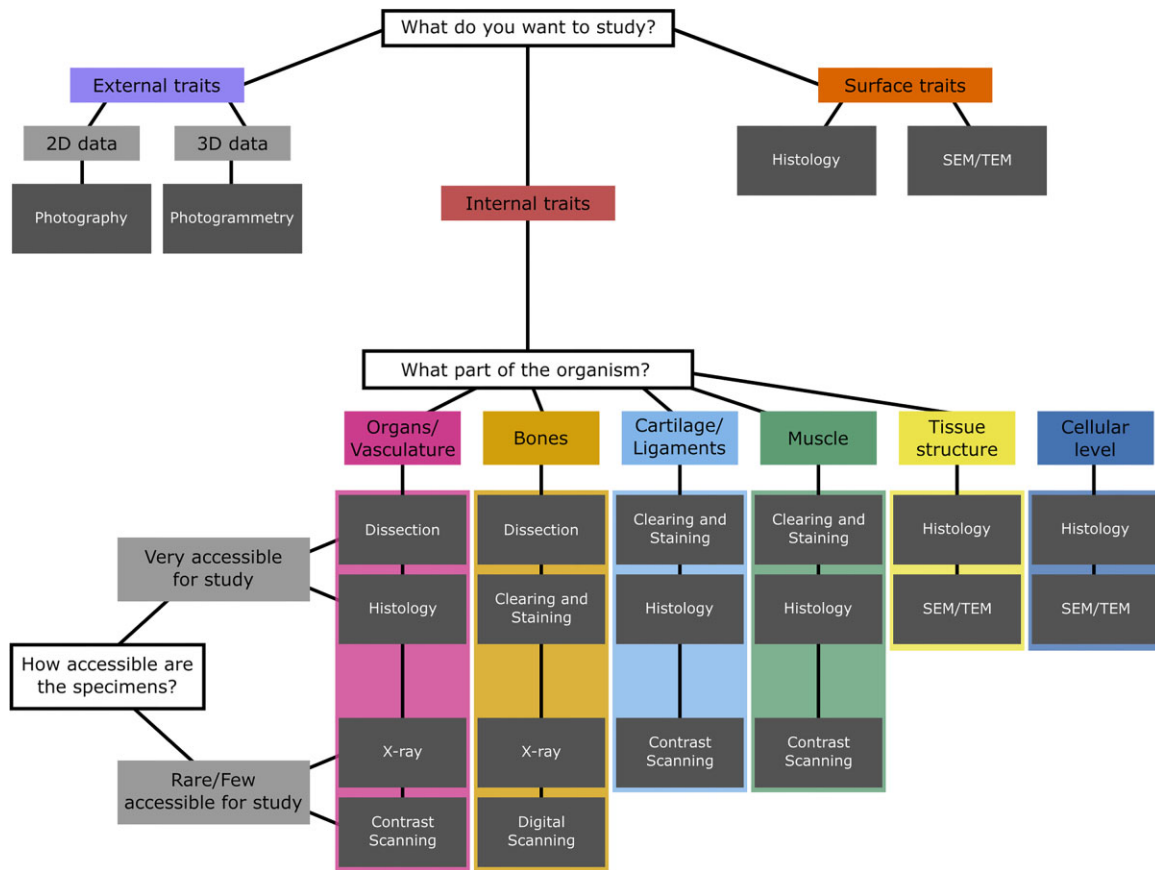 What do you want to study?
External traits
Surface traits
2D data
3D data
Histology
SEM/TEM
Photography
Photogrammetry
Internal traits
What part of the organism?
Organs/
Vasculature
Bones
Cartilage/
Ligaments
Muscle
Tissue
structure
Cellular
level
Very accessible
for study
Dissection
Dissection
Clearing and
Staining
Clearing and
Staining
Histology
Histology
Histology
Clearing and
Staining
Histology
Histology
SEM/TEM
SEM/TEM
How accessible are
the specimens?
Rare/Few
accessible for study
X-ray
X-ray
Contrast
Scanning
Contrast
Scanning
Contrast
Scanning
Digital
Scanning